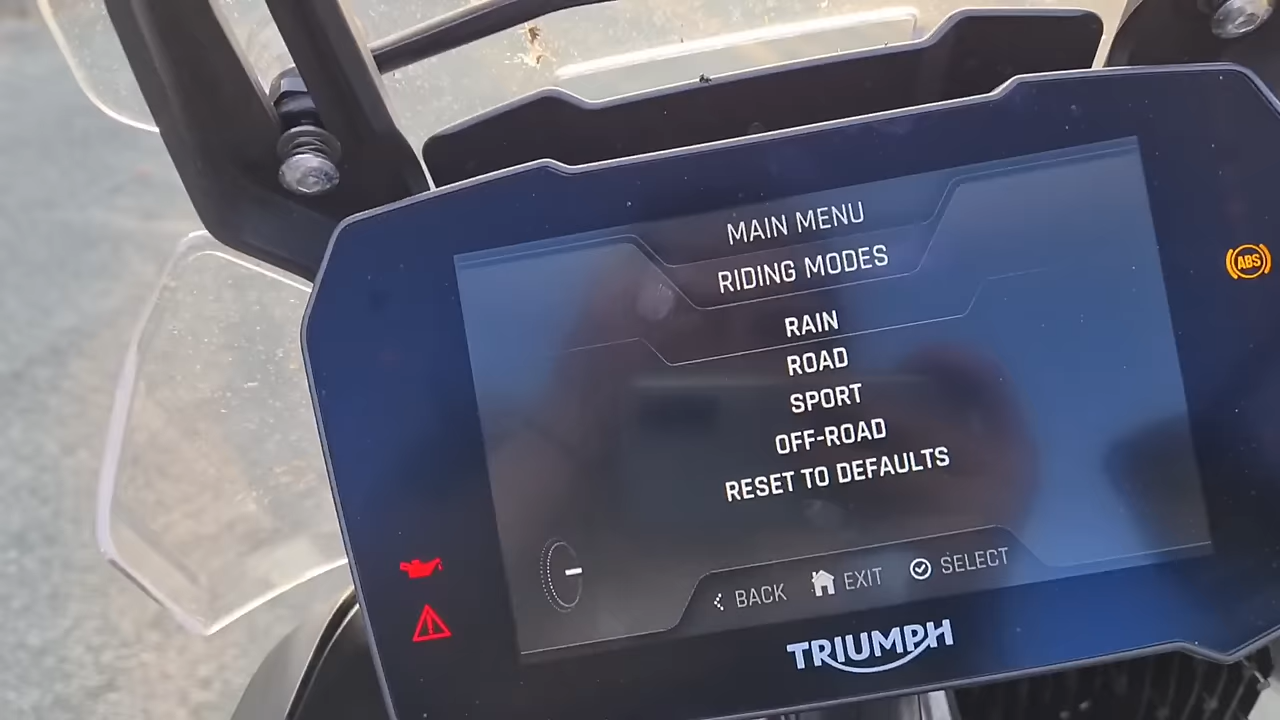 MAIN MENU
RIDING MODES
RAIN
ROAD
SPORT
OFF-ROAD
RESET TO DEFAULTS
BACK EXIT SELECT
TRIUMPH
ABS